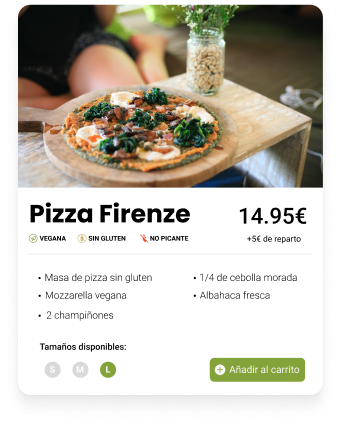 Pizza Firenze
14.95€
VEGANA
SIN GLUTEN
NO PICANTE
+5€ de reparto
• Masa de pizza sin gluten
• Mozzarella vegana
• 2 champiñones
• 1/4 de cebolla morada
• Albahaca fresca
Tamaños disponibles:
S M L
Añadir al carrito